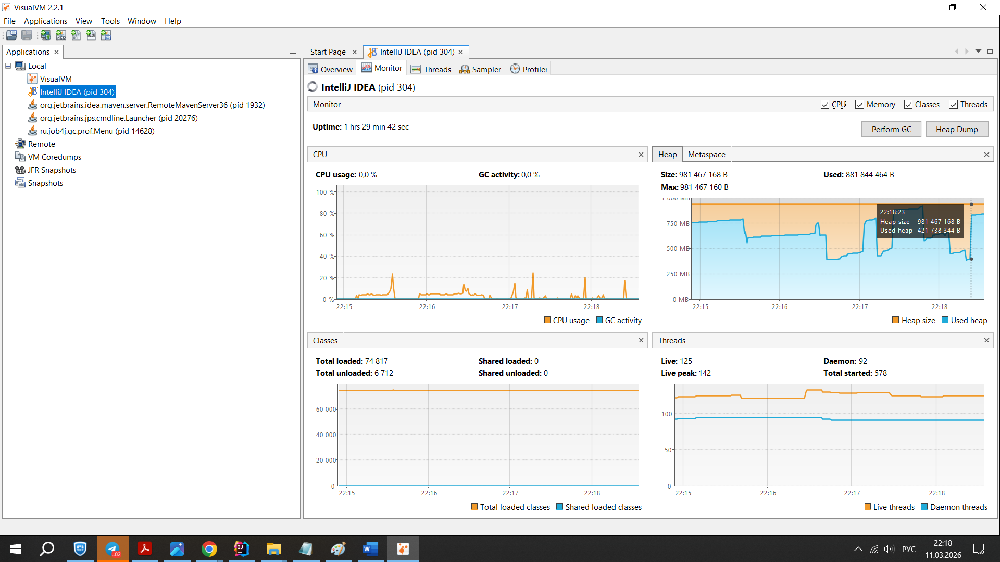 VisualVM 2.2.1
File Applications View Tools Window Help
Applications
Start Page
IntelliJ IDEA (pid 304)
Local
VisualVM
IntelliJ IDEA (pid 304)
org.jetbrains.idea.maven.server.RemoteMavenServer36 (pid 1932)
org.jetbrains.jps.cmdline.Launcher (pid 20276)
ru.job4j.gc.prof.Menu (pid 14628)
Remote
VM Coredumps
JFR Snapshots
Snapshots
Overview Monitor Threads Sampler Profiler
IntelliJ IDEA (pid 304)
Monitor
CPU Memory Classes Threads
Uptime: 1 hrs 29 min 42 sec
Perform GC Heap Dump
CPU
CPU usage: 0,0 % GC activity: 0,0 %
100 %
80 %
60 %
40 %
20 %
0 %
22:15 22:16 22:17 22:18
CPU usage GC activity
Heap Metaspace
Size: 981 467 168 B Used: 881 844 464 B
Max: 981 467 160 B
1 000 MB
750 MB
500 MB
250 MB
0 MB
22:18:23
Heap size 981 467 168 B
Used heap 421 738 344 B
22:15 22:16 22:17 22:18
Heap size Used heap
Classes
Total loaded: 74 817 Shared loaded: 0
Total unloaded: 6 712 Shared unloaded: 0
60 000
40 000
20 000
0
22:15 22:16 22:17 22:18
Total loaded classes Shared loaded classes
Threads
Live: 125 Daemon: 92
Live peak: 142 Total started: 578
100
50
0
22:15 22:16 22:17 22:18
Live threads Daemon threads
..02
РУС
22:18
11.03.2026